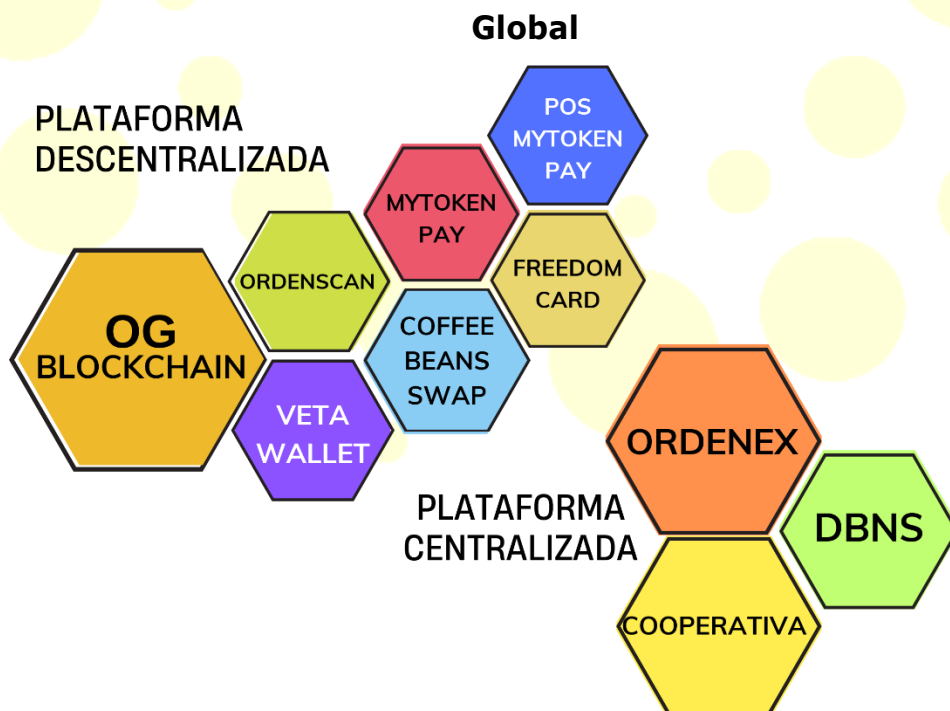 Global
PLATAFORMA
DESCENTRALIZADA
POS
MYTOKEN
PAY
MYTOKEN
PAY
ORDENSCAN
FREEDOM
CARD
OG
BLOCKCHAIN
COFFEE
BEANS
SWAP
VETA
WALLET
ORDENEX
PLATAFORMA
CENTRALIZADA
DBNS
COOPERATIVA